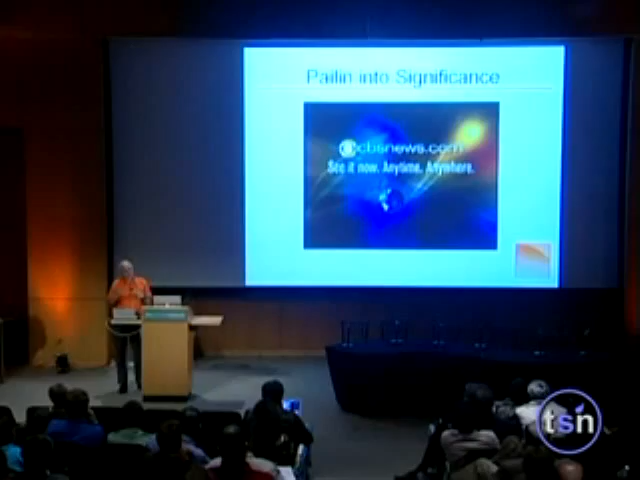 Pailin into Significance
cbsnews.com
See it now. Anytime. Anywhere.
tsn